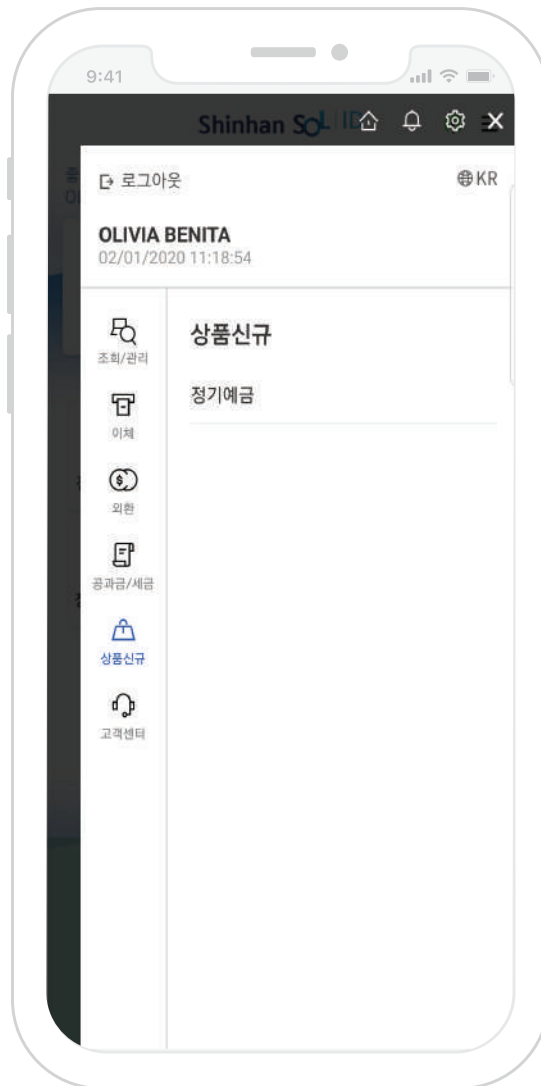 9:41
Shinhan SOL ID
로그아웃
KR
OLIVIA BENITA
02/01/2020 11:18:54
조회/관리
이체
외환
공과금/세금
상품신규
고객센터
상품신규
정기예금